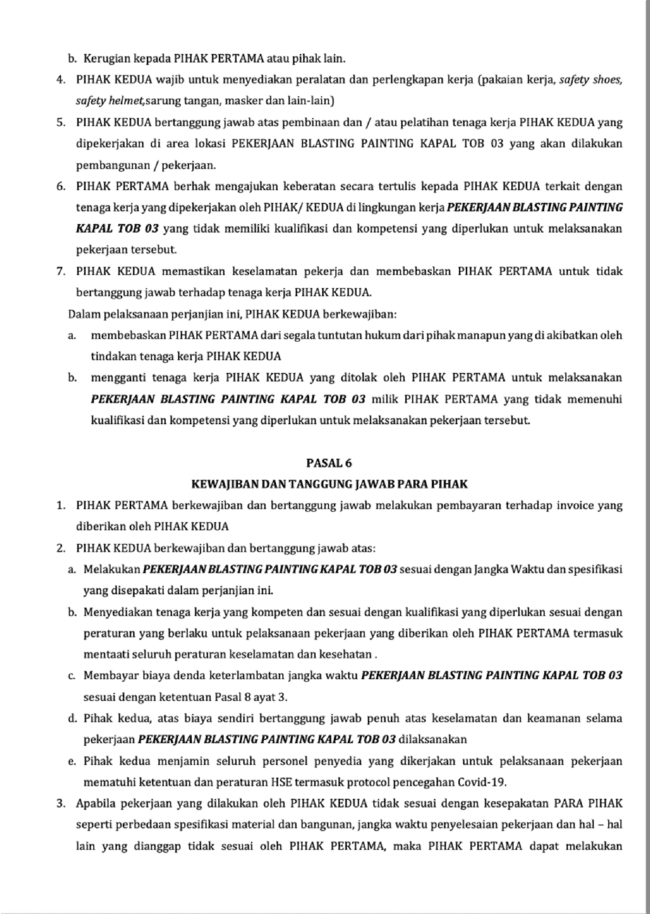 b. Kerugian kepada PIHAK PERTAMA atau pihak lain.
4. PIHAK KEDUA wajib untuk menyediakan peralatan dan perlengkapan kerja (pakaian kerja, safety shoes,
safety helmet,sarung tangan, masker dan lain-lain)
5. PIHAK KEDUA bertanggung jawab atas pembinaan dan / atau pelatihan tenaga kerja PIHAK KEDUA yang
dipekerjakan di area lokasi PEKERJAAN BLASTING PAINTING KAPAL TOB 03 yang akan dilakukan
pembangunan / pekerjaan.
6. PIHAK PERTAMA berhak mengajukan keberatan secara tertulis kepada PIHAK KEDUA terkait dengan
tenaga kerja yang dipekerjakan oleh PIHAK/ KEDUA di lingkungan kerja PEKERJAAN BLASTING PAINTING
KAPAL TOB 03 yang tidak memiliki kualifikasi dan kompetensi yang diperlukan untuk melaksanakan
pekerjaan tersebut.
7. PIHAK KEDUA memastikan keselamatan pekerja dan membebaskan PIHAK PERTAMA untuk tidak
bertanggung jawab terhadap tenaga kerja PIHAK KEDUA.
Dalam pelaksanaan perjanjian ini, PIHAK KEDUA berkewajiban:
a. membebaskan PIHAK PERTAMA dari segala tuntutan hukum dari pihak manapun yang di akibatkan oleh
tindakan tenaga kerja PIHAK KEDUA
b. mengganti tenaga kerja PIHAK KEDUA yang ditolak oleh PIHAK PERTAMA untuk melaksanakan
PEKERJAAN BLASTING PAINTING KAPAL TOB 03 milik PIHAK PERTAMA yang tidak memenuhi
kualifikasi dan kompetensi yang diperlukan untuk melaksanakan pekerjaan tersebut.
PASAL 6
KEWAJIBAN DAN TANGGUNG JAWAB PARA PIHAK
1. PIHAK PERTAMA berkewajiban dan bertanggung jawab melakukan pembayaran terhadap invoice yang
diberikan oleh PIHAK KEDUA
2. PIHAK KEDUA berkewajiban dan bertanggung jawab atas:
a. Melakukan PEKERJAAN BLASTING PAINTING KAPAL TOB 03 sesuai dengan Jangka Waktu dan spesifikasi
yang disepakati dalam perjanjian ini.
b. Menyediakan tenaga kerja yang kompeten dan sesuai dengan kualifikasi yang diperlukan sesuai dengan
peraturan yang berlaku untuk pelaksanaan pekerjaan yang diberikan oleh PIHAK PERTAMA termasuk
mentaati seluruh peraturan keselamatan dan kesehatan .
c. Membayar biaya denda keterlambatan jangka waktu PEKERJAAN BLASTING PAINTING KAPAL TOB 03
sesuai dengan ketentuan Pasal 8 ayat 3.
d. Pihak kedua, atas biaya sendiri bertanggung jawab penuh atas keselamatan dan keamanan selama
pekerjaan PEKERJAAN BLASTING PAINTING KAPAL TOB 03 dilaksanakan
e. Pihak kedua menjamin seluruh personel penyedia yang dikerjakan untuk pelaksanaan pekerjaan
mematuhi ketentuan dan peraturan HSE termasuk protocol pencegahan Covid-19.
3. Apabila pekerjaan yang dilakukan oleh PIHAK KEDUA tidak sesuai dengan kesepakatan PARA PIHAK
seperti perbedaan spesifikasi material dan bangunan, jangka waktu penyelesaian pekerjaan dan hal – hal
lain yang dianggap tidak sesuai oleh PIHAK PERTAMA, maka PIHAK PERTAMA dapat melakukan